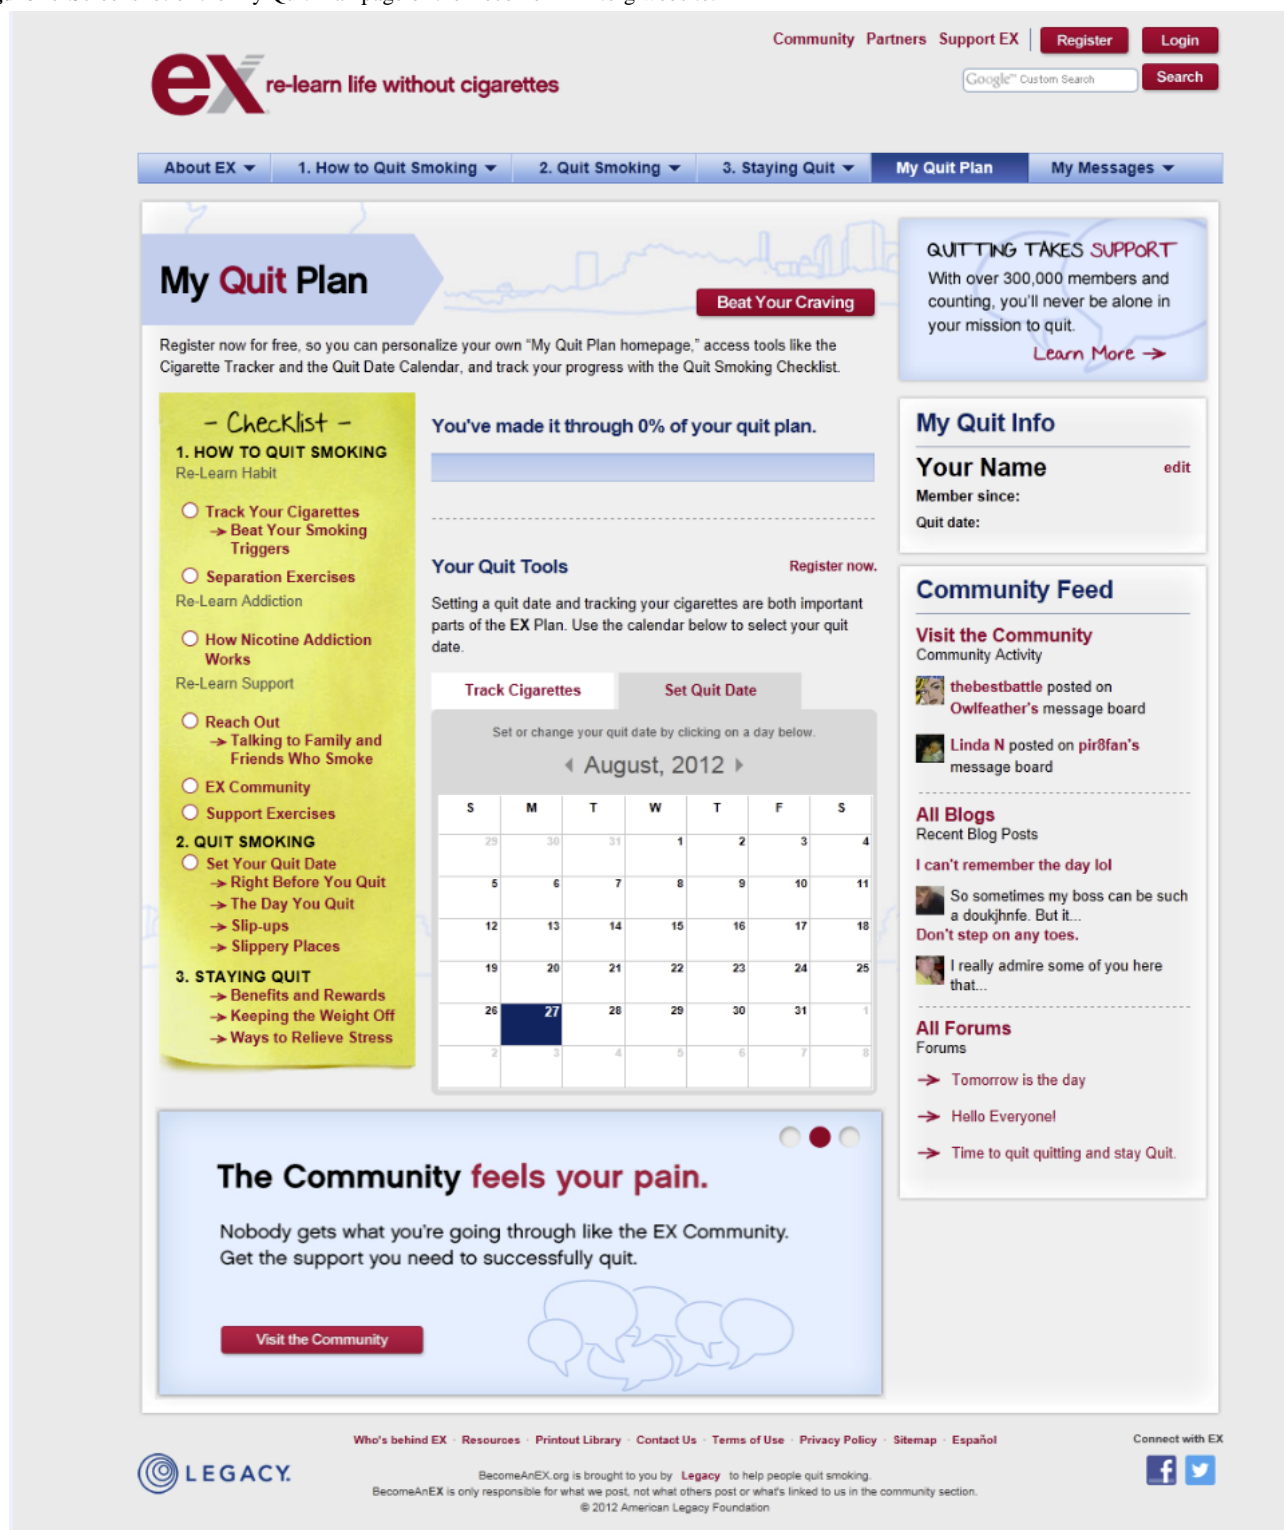 Community Partners Support EX Register Login
ex re-learn life without cigarettes
Google™ Custom Search Search
About EX 1. How to Quit Smoking 2. Quit Smoking 3. Staying Quit My Quit Plan My Messages
My Quit Plan
Beat Your Craving
Register now for free, so you can personalize your own “My Quit Plan homepage,” access tools like the
Cigarette Tracker and the Quit Date Calendar, and track your progress with the Quit Smoking Checklist.
- Checklist -
1. HOW TO QUIT SMOKING
Re-Learn Habit
Track Your Cigarettes
Beat Your Smoking
Triggers
Separation Exercises
Re-Learn Addiction
How Nicotine Addiction
Works
Re-Learn Support
Reach Out
Talking to Family and
Friends Who Smoke
EX Community
Support Exercises
2. QUIT SMOKING
Set Your Quit Date
Right Before You Quit
The Day You Quit
Slip-ups
Slippery Places
3. STAYING QUIT
Benefits and Rewards
Keeping the Weight Off
Ways to Relieve Stress
You've made it through 0% of your quit plan.
Your Quit Tools Register now.
Setting a quit date and tracking your cigarettes are both important
parts of the EX Plan. Use the calendar below to select your quit
date.
Track Cigarettes Set Quit Date
Set or change your quit date by clicking on a day below.
August, 2012
S M T W T F S
29 30 31 1 2 3 4
5 6 7 8 9 10 11
12 13 14 15 16 17 18
19 20 21 22 23 24 25
26 27 28 29 30 31 1
2 3 4 5 6 7 8
QUITTING TAKES SUPPORT
With over 300,000 members and
counting, you'll never be alone in
your mission to quit.
Learn More
My Quit Info
Your Name edit
Member since:
Quit date:
Community Feed
Visit the Community
Community Activity
thebestbattle posted on
Owlfeather's message board
Linda N posted on pir8fan's
message board
All Blogs
Recent Blog Posts
I can't remember the day lol
So sometimes my boss can be such
a doukjhnfe. But it...
Don't step on any toes.
I really admire some of you here
that...
All Forums
Forums
Tomorrow is the day
Hello Everyone!
Time to quit quitting and stay Quit.
The Community feels your pain.
Nobody gets what you're going through like the EX Community.
Get the support you need to successfully quit.
Visit the Community
Who's behind EX · Resources · Printout Library · Contact Us · Terms of Use · Privacy Policy · Sitemap · Español
Connect with EX
LEGACY.
BecomeAnEX.org is brought to you by Legacy to help people quit smoking.
BecomeAnEX is only responsible for what we post, not what others post or what's linked to us in the community section.
© 2012 American Legacy Foundation